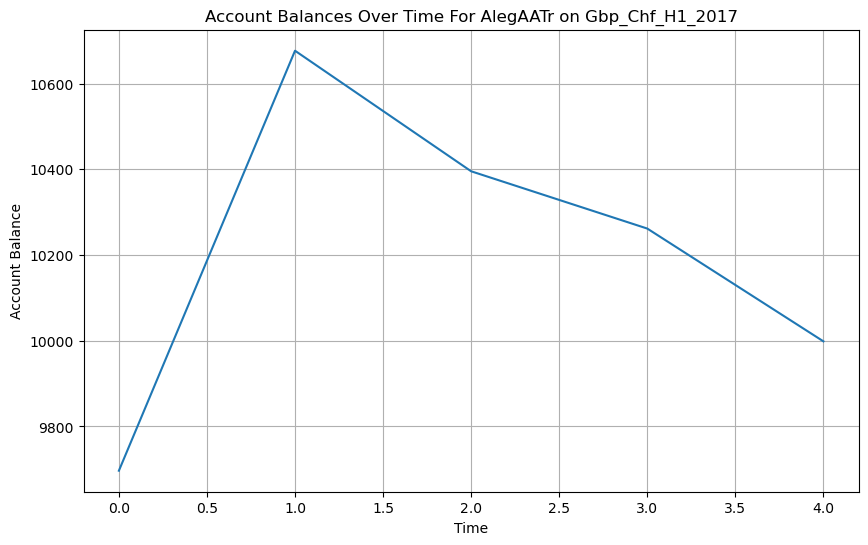 Account Balances Over Time For AlegAATr on Gbp_Chf_H1_2017
Account Balance
10600
10400
10200
10000
9800
0.0 0.5 1.0 1.5 2.0 2.5 3.0 3.5 4.0
Time